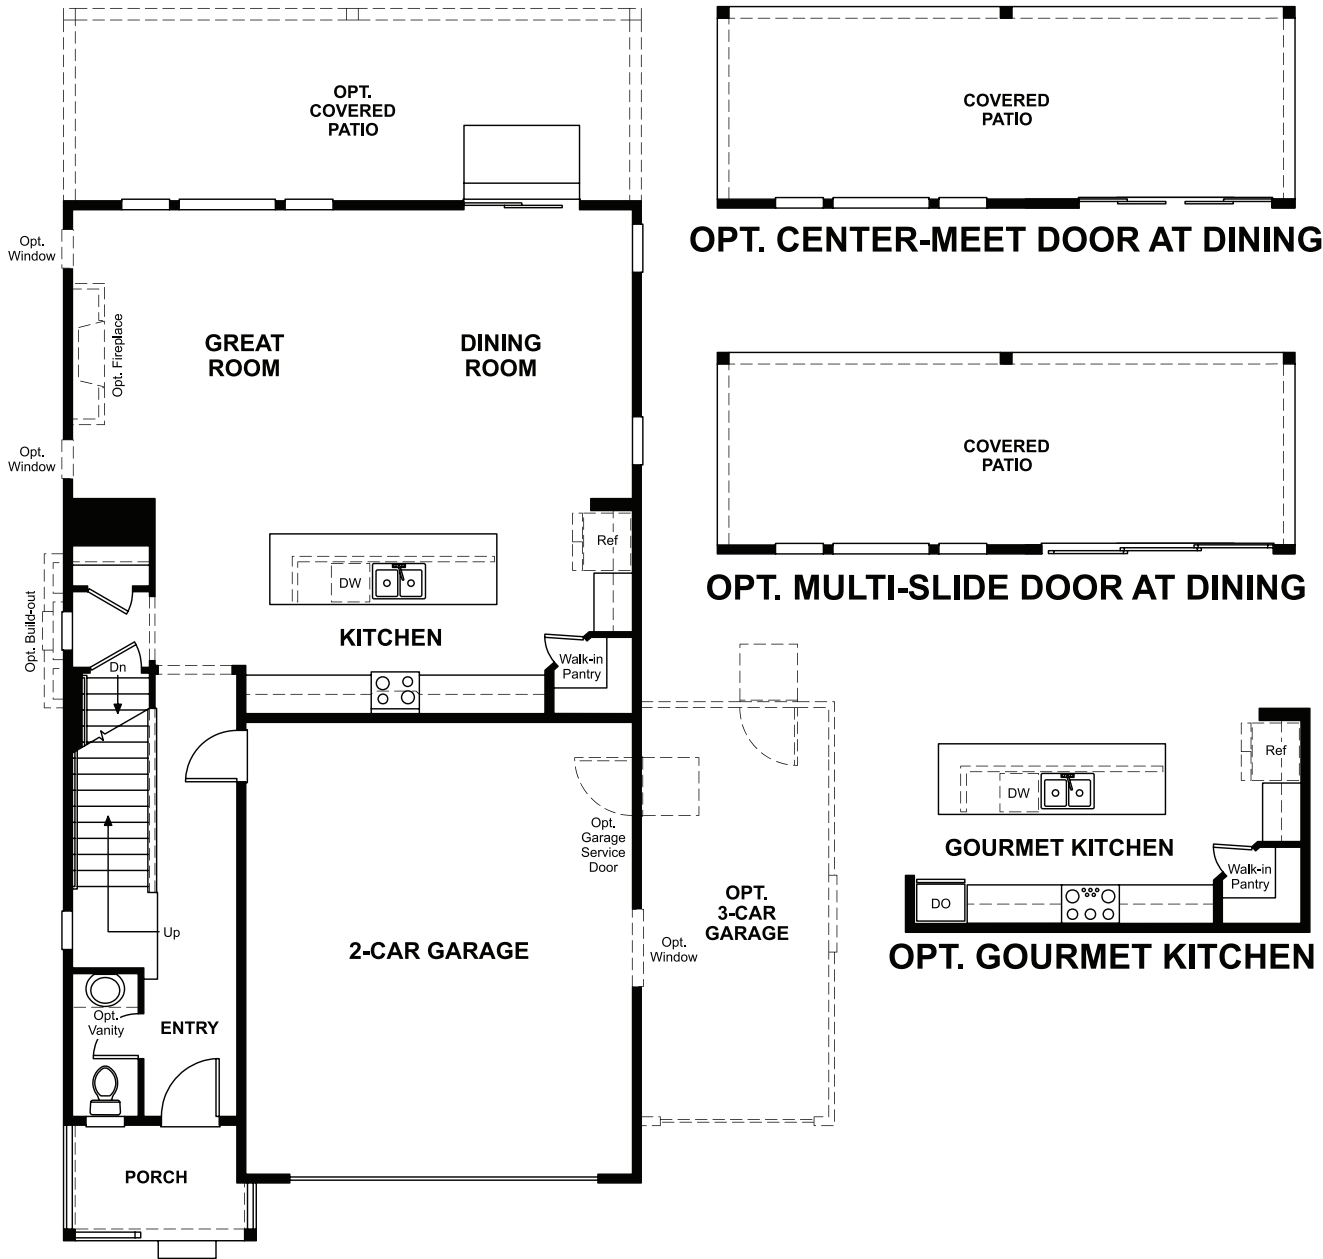 OPT.
COVERED
PATIO
COVERED
PATIO
OPT. CENTER-MEET DOOR AT DINING
Opt.
Window
GREAT
ROOM
DINING
ROOM
Opt. Fireplace
Opt.
Window
COVERED
PATIO
OPT. MULTI-SLIDE DOOR AT DINING
Ref
DW
Opt. Build-out
KITCHEN
Walk-in
Pantry
Dn
Opt.
Garage
Service
Door
Ref
DW
GOURMET KITCHEN
Walk-in
Pantry
DO
OPT. GOURMET KITCHEN
OPT.
3-CAR
GARAGE
Up
2-CAR GARAGE
Opt.
Window
Opt.
Vanity
ENTRY
PORCH